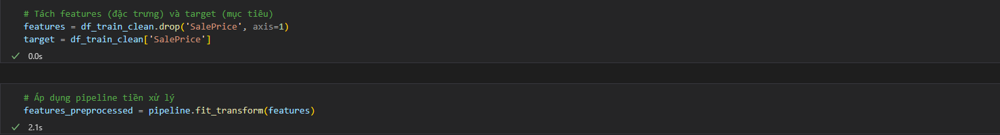 # Tách features (đặc trưng) và target (mục tiêu)
features = df_train_clean.drop('SalePrice', axis=1)
target = df_train_clean['SalePrice']
✓ 0.0s
# Áp dụng pipeline tiền xử lý
features_preprocessed = pipeline.fit_transform(features)
✓ 2.1s